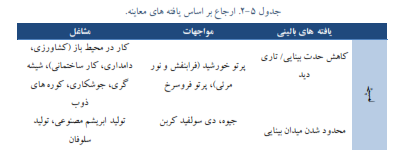 جدول ۵-۲. ارجاع بر اساس یافته های معاینه.
یافته های بالینی
مواجهات
مشاغل
چشم
کاهش حدت بینایی/ تاری
دید
پرتو خورشید (فرابنفش و نور
مرئی)، پرتو فروسرخ
کار در محیط باز (کشاورزی،
دامداری، کار ساختمانی)، شیشه
گری، جوشکاری، کوره های
ذوب
محدود شدن میدان بینایی
جیوه، دی سولفید کربن
تولید ابریشم مصنوعی، تولید
سلوفان